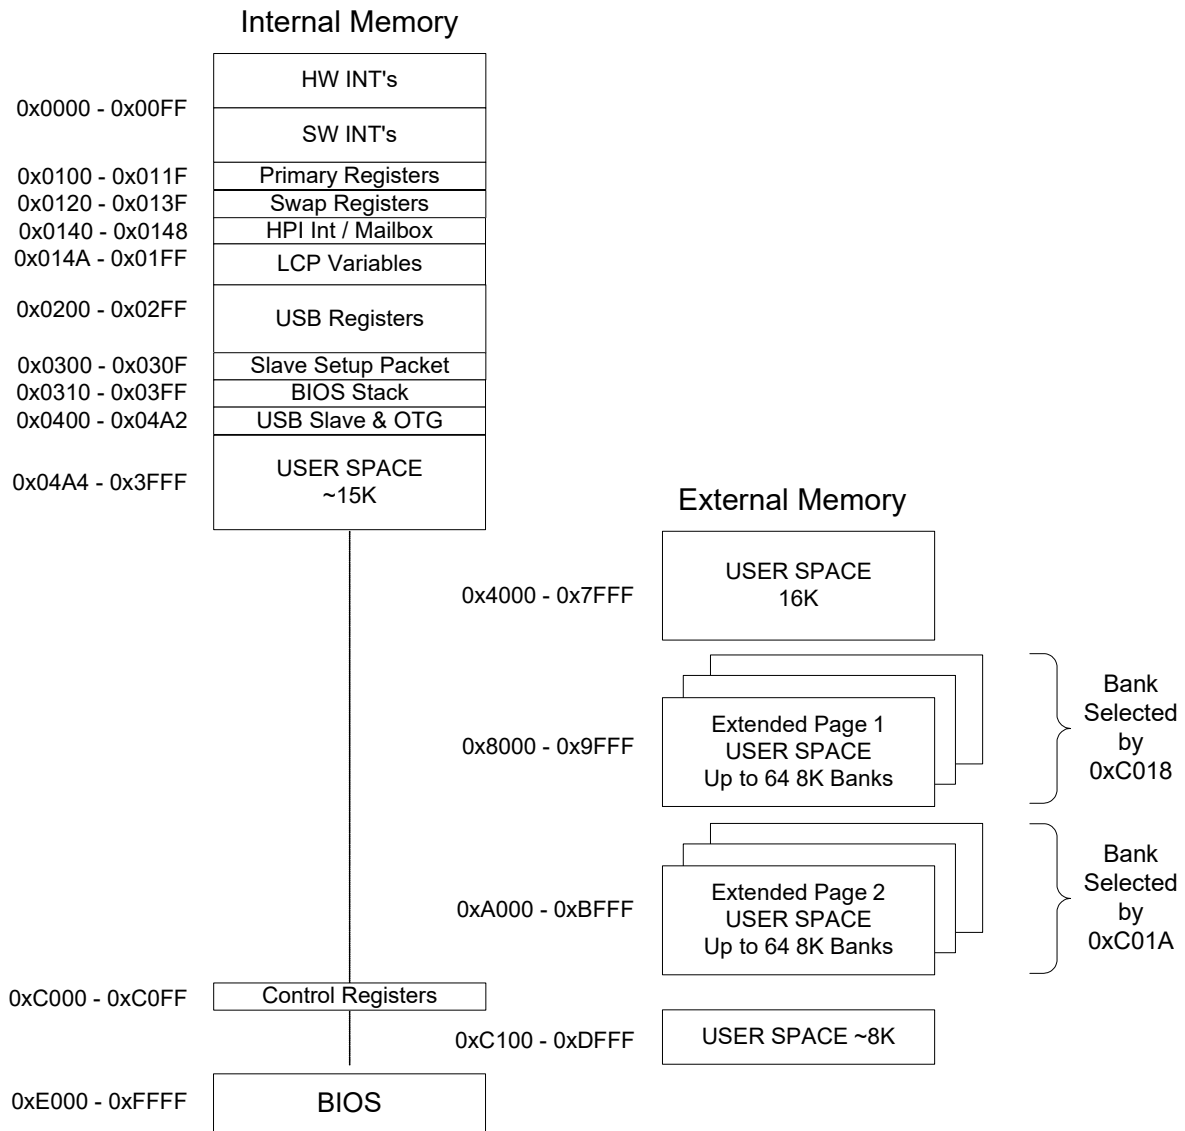 Internal Memory
HW INT's
0x0000 - 0x00FF
SW INT's
0x0100 - 0x011F
Primary Registers
0x0120 - 0x013F
Swap Registers
0x0140 - 0x0148
HPI Int / Mailbox
0x014A - 0x01FF
LCP Variables
0x0200 - 0x02FF
USB Registers
0x0300 - 0x030F
Slave Setup Packet
0x0310 - 0x03FF
BIOS Stack
0x0400 - 0x04A2
USB Slave & OTG
0x04A4 - 0x3FFF
USER SPACE
~15K
External Memory
0x4000 - 0x7FFF
USER SPACE
16K
0x8000 - 0x9FFF
Extended Page 1
USER SPACE
Up to 64 8K Banks
Bank
Selected
by
0xC018
0xA000 - 0xBFFF
Extended Page 2
USER SPACE
Up to 64 8K Banks
Bank
Selected
by
0xC01A
0xC000 - 0xC0FF
Control Registers
0xC100 - 0xDFFF
USER SPACE ~8K
0xE000 - 0xFFFF
BIOS